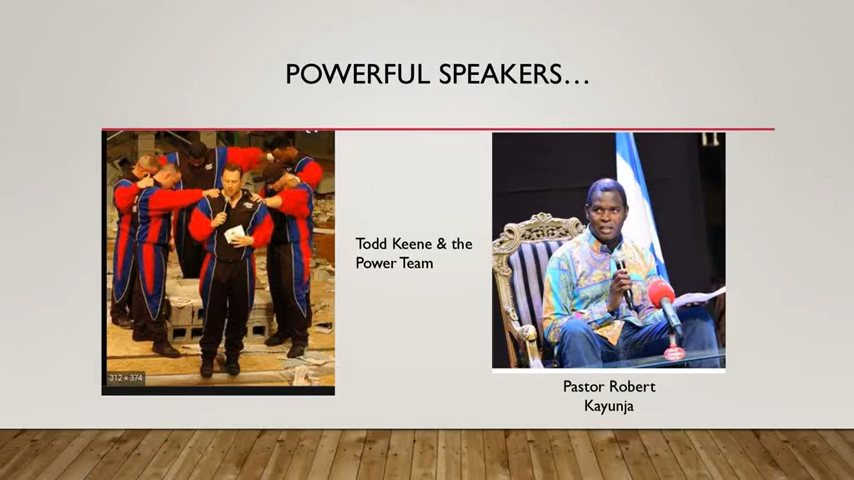 POWERFUL SPEAKERS…
Todd Keene & the
Power Team
312 × 374
Pastor Robert
Kayunja